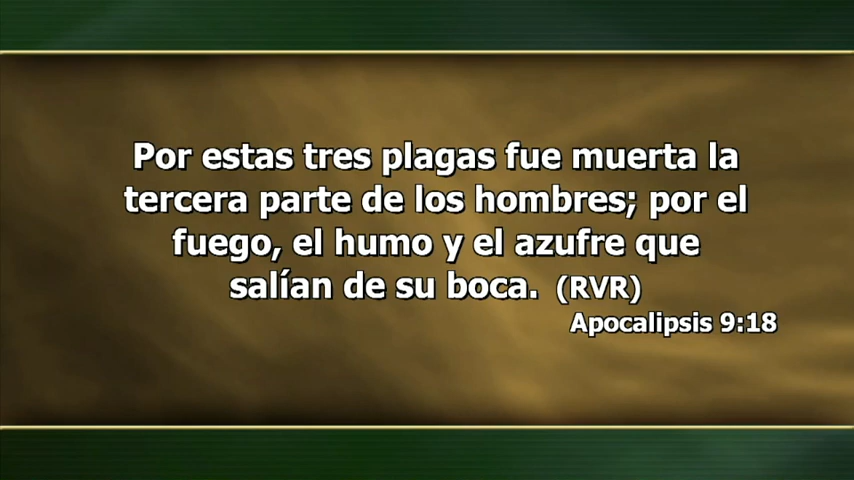 Por estas tres plagas fue muerta la
tercera parte de los hombres; por el
fuego, el humo y el azufre que
salían de su boca. (RVR)
Apocalipsis 9:18